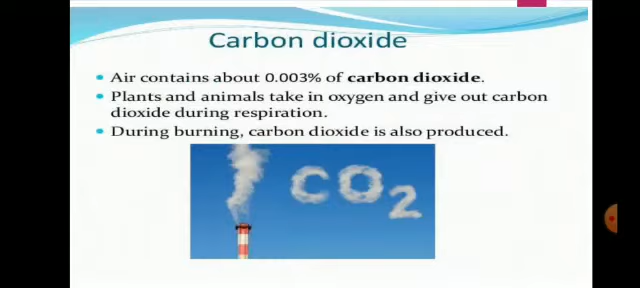 Carbon dioxide
• Air contains about 0.003% of carbon dioxide.
• Plants and animals take in oxygen and give out carbon
dioxide during respiration.
• During burning, carbon dioxide is also produced.
CO2